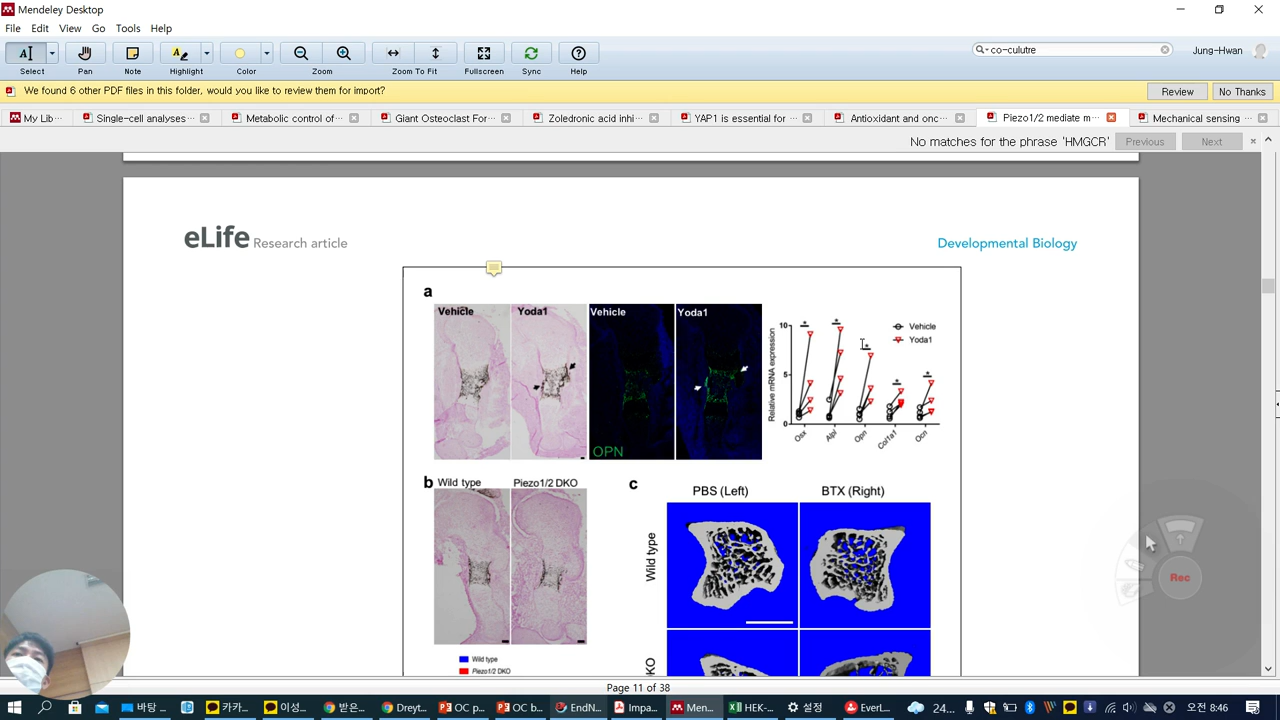 Mendeley Desktop
File Edit View Go Tools Help
co-culutre
Jung-Hwan
Select Pan Note Highlight Color Zoom Zoom To Fit Fullscreen Sync Help
We found 6 other PDF files in this folder, would you like to review them for import?
Review No Thanks
My Lib··· Single-cell analyses··· Metabolic control of··· Giant Osteoclast For··· Zoledronic acid inhi··· YAP1 is essential for ··· Antioxidant and onc··· Piezo1/2 mediate m··· Mechanical sensing ···
No matches for the phrase 'HMGCR' Previous Next
eLife Research article
Developmental Biology
a
Vehicle Yoda1 Vehicle Yoda1
OPN
Relative mRNA expression
10
5
0
* * * * *
Vehicle
Yoda1
Osx Alpl Opn Col1a1 Ocn
b Wild type Piezo1/2 DKO
Wild type
Piezo1/2 DKO
c
PBS (Left) BTX (Right)
Wild type
KO
Rec
Page 11 of 38
바탕 ... 카카... 이성... 받은... Dreyt... OC p... OC b... EndN... Impa... Men... HEK-... 설정 EverL... 24... 오전 8:46